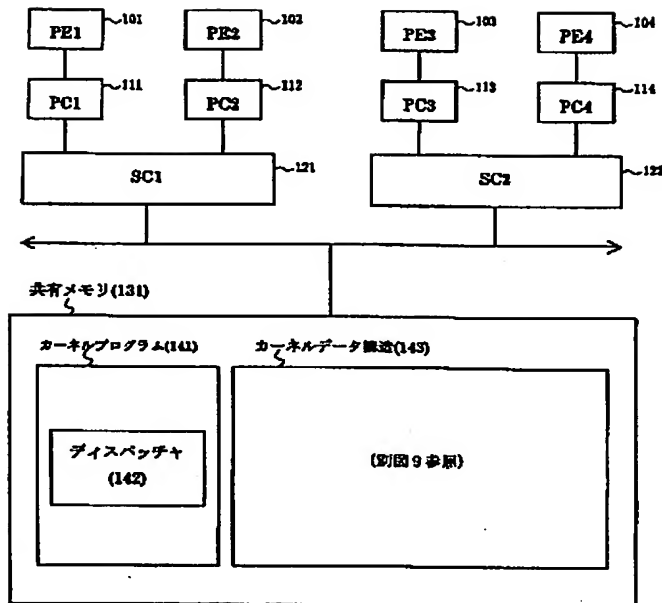 PE1 101
PE2 102
PE3 103
PE4 104
PC1 111
PC2 112
PC3 113
PC4 114
SC1 121
SC2 122
共有メモリ(131)
カーネルプログラム(141)
カーネルデータ構造(143)
ディスパッチャ
(142)
(別図9参照)